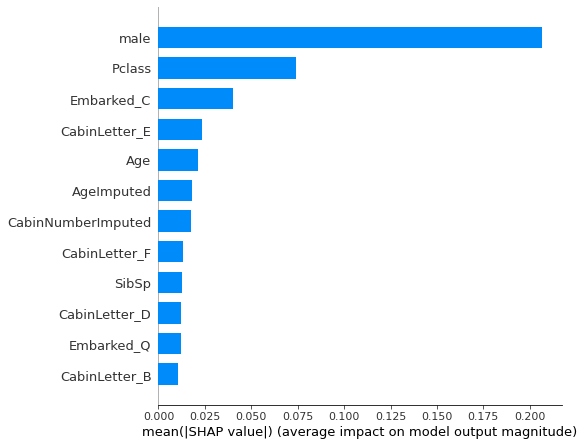 male
Pclass
Embarked_C
CabinLetter_E
Age
AgeImputed
CabinNumberImputed
CabinLetter_F
SibSp
CabinLetter_D
Embarked_Q
CabinLetter_B
0.000 0.025 0.050 0.075 0.100 0.125 0.150 0.175 0.200
mean(|SHAP value|) (average impact on model output magnitude)